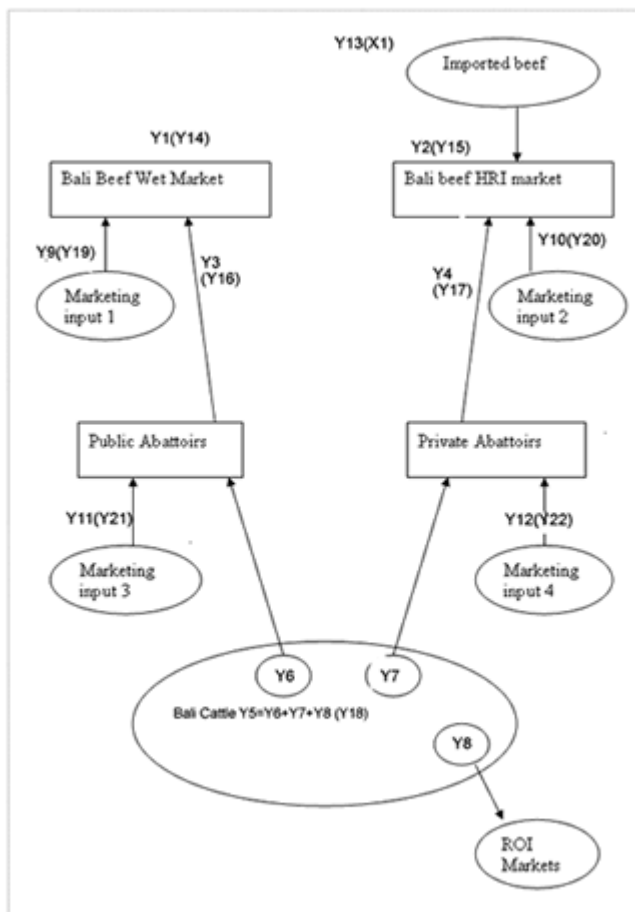 Y13(X1)
Imported beef
Y1(Y14)
Y2(Y15)
Bali Beef Wet Market
Bali beef HRI market
Y9(Y19)
Y3
(Y16)
Y4
(Y17)
Y10(Y20)
Marketing
input 1
Marketing
input 2
Public Abattoirs
Private Abattoirs
Y11(Y21)
Y12(Y22)
Marketing
input 3
Marketing
input 4
Y6
Y7
Bali Cattle Y5=Y6+Y7+Y8 (Y18)
Y8
ROI
Markets